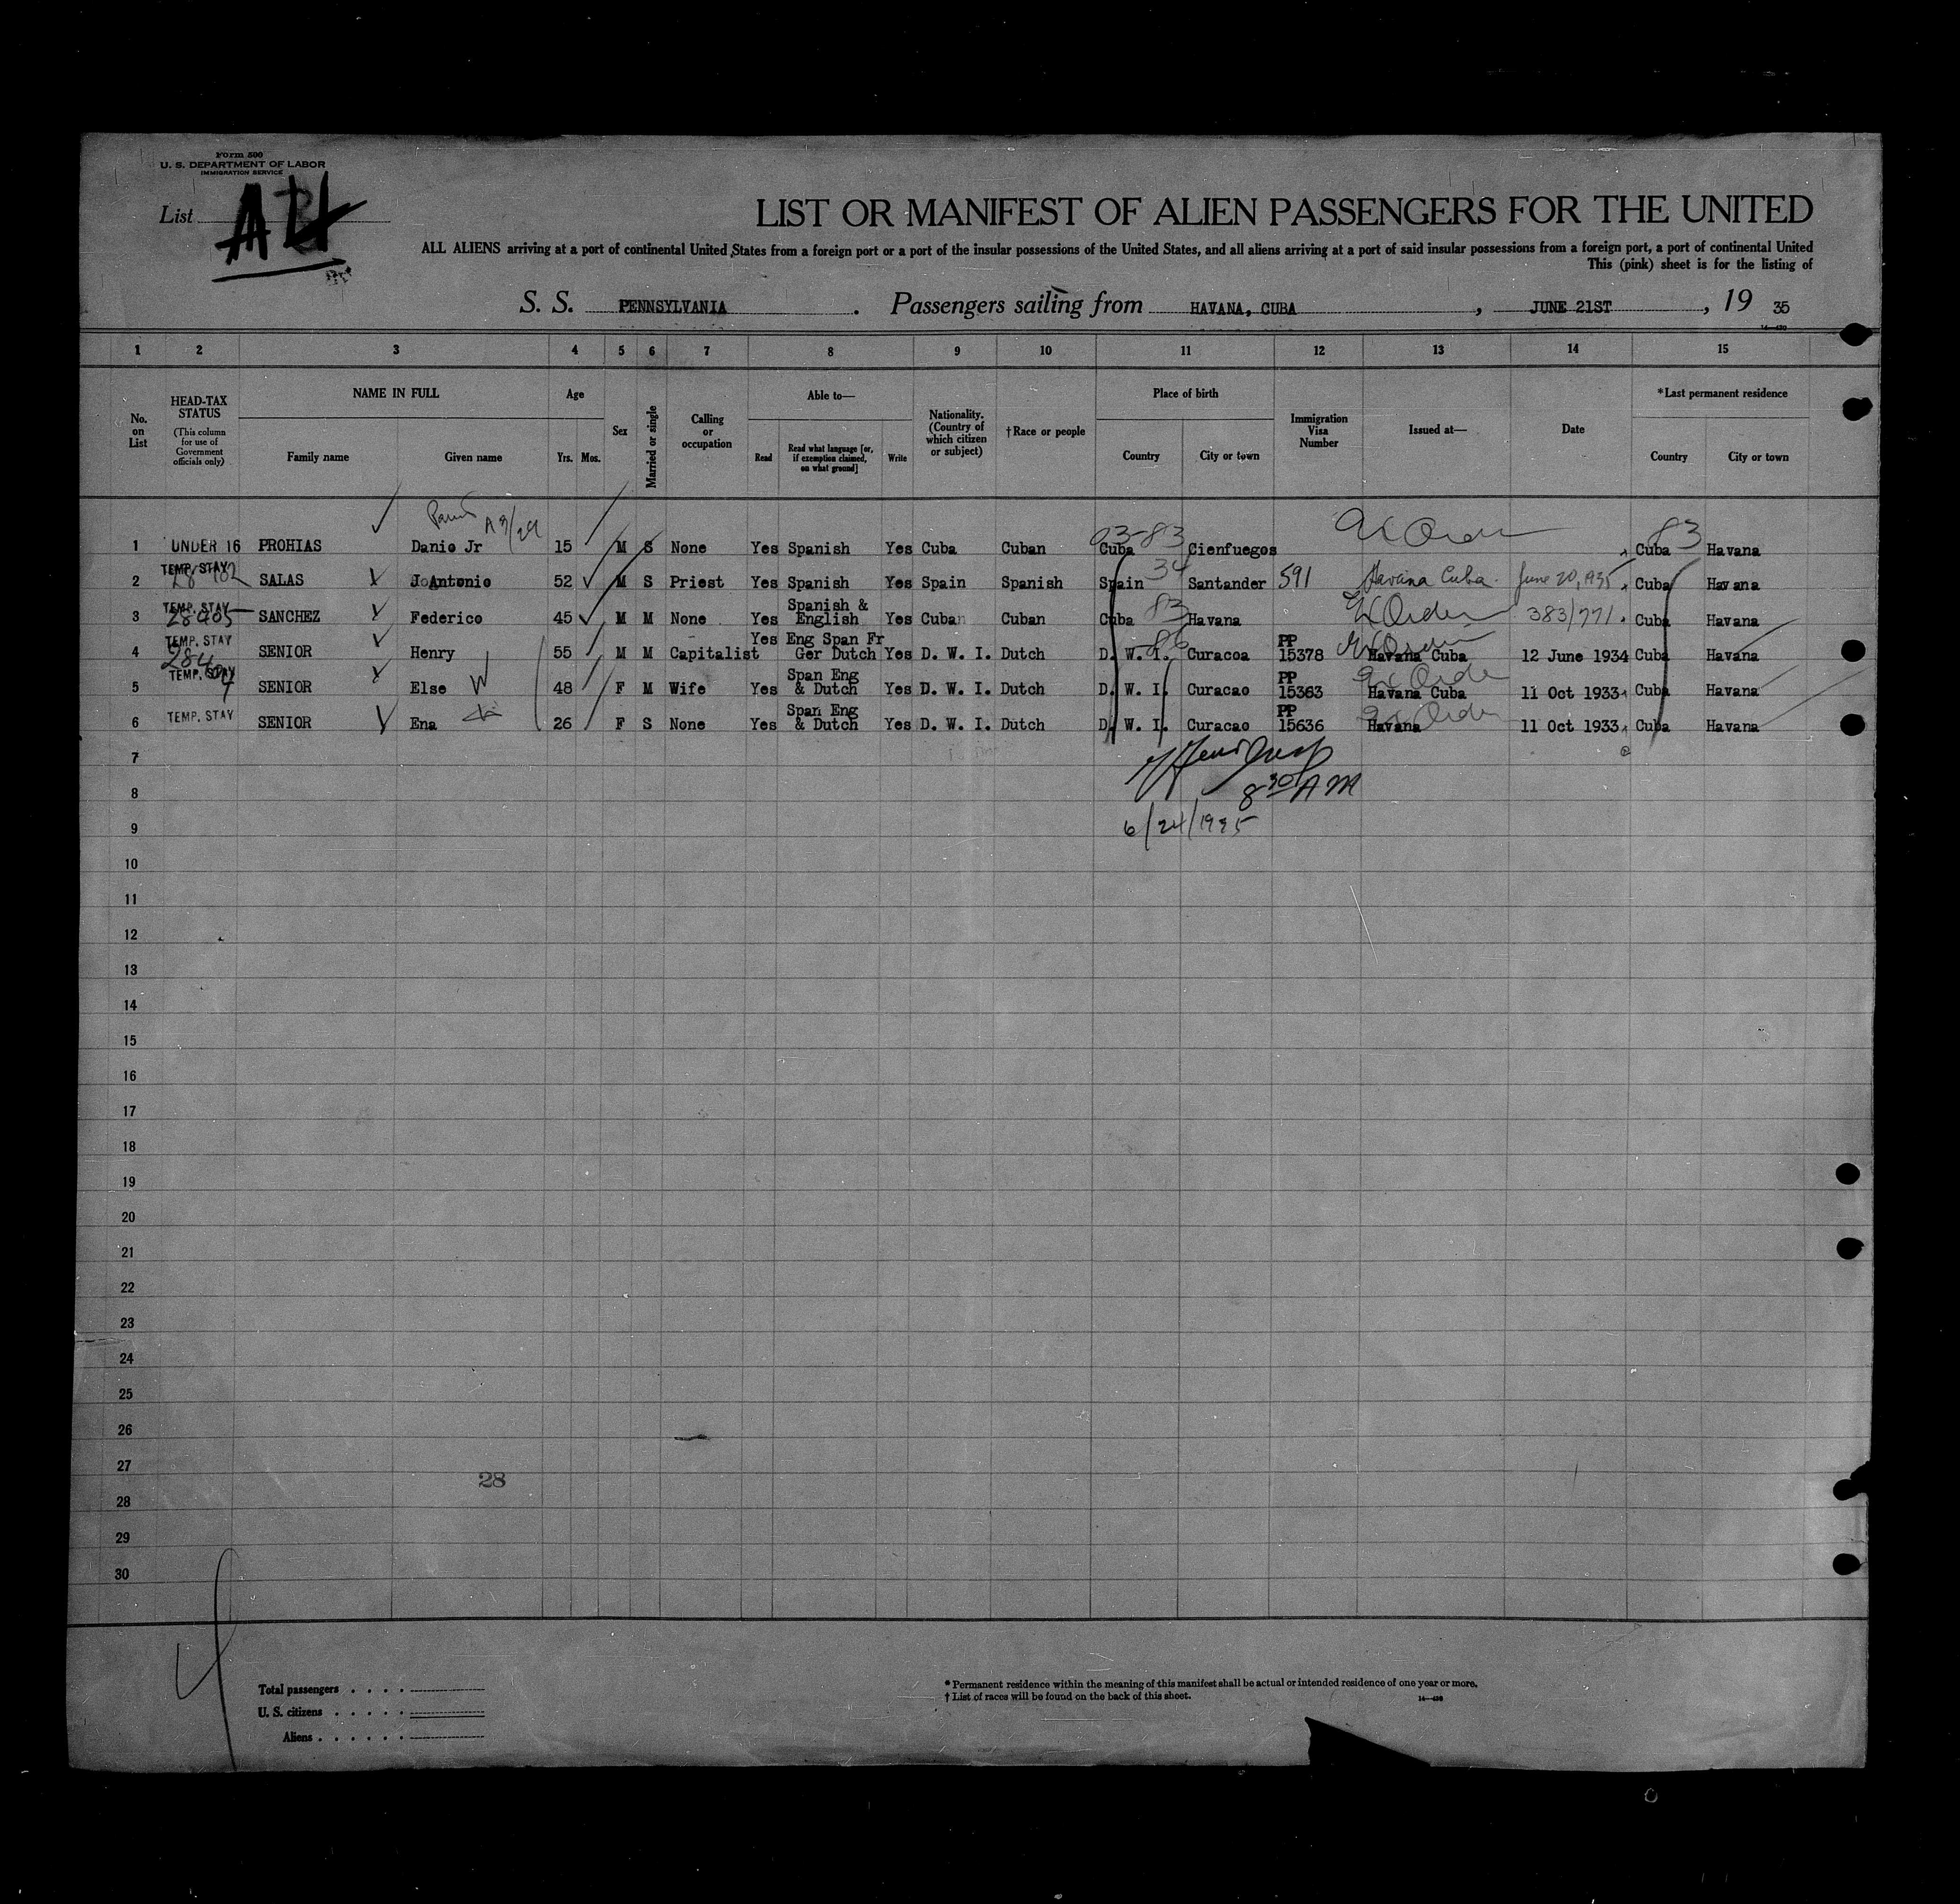 Form 500
U. S. DEPARTMENT OF LABOR
IMMIGRATION SERVICE
List
LIST OR MANIFEST OF ALIEN PASSENGERS FOR THE UNITED
ALL ALIENS arriving at a port of continental United States from a foreign port or a port of the insular possessions of the United States, and all aliens arriving at a port of said insular possessions from a foreign port, a port of continental United
This (pink) sheet is for the listing of
S. S. PENNSYLVANIA . Passengers sailing from HAVANA, CUBA , JUNE 21ST , 19 35
1 2 3 4 5 6 7 8 9 10 11 12 13 14 15
No. on List HEAD-TAX STATUS (This column for use of Government officials only) NAME IN FULL Family name Given name Age Yrs. Mos. Sex Married or single Calling or occupation Able to— Read Read what language [or, if exemption claimed, on what ground] Write Nationality. (Country of which citizen or subject) † Race or people Place of birth Country City or town Immigration Visa Number Issued at— Date *Last permanent residence Country City or town
1 UNDER 16 PROHIAS Danio Jr 15 M S None Yes Spanish Yes Cuba Cuban Cuba 83 Cienfuegos Cuba 83 Havana
2 TEMP. STAY SALAS JoAntonio 52 M S Priest Yes Spanish Yes Spain Spanish Spain 34 Santander 591 Havana Cuba. June 20, 1935 Cuba Havana
3 TEMP. STAY 28405 SANCHEZ Federico 45 M M None Yes Spanish & English Yes Cuban Cuban Cuba 83 Havana Ex Order 383/771 Cuba Havana
4 TEMP. STAY SENIOR Henry 55 M M Capitalist Yes Eng Span Fr Ger Dutch Yes D. W. I. Dutch D. W. I. 86 Curacoa PP 15378 Ex Order Havana Cuba 12 June 1934 Cuba Havana
5 TEMP. STAY SENIOR Else 48 F M Wife Yes Span Eng & Dutch Yes D. W. I. Dutch D. W. I. Curacao PP 15363 Ex Order Havana Cuba 11 Oct 1933 Cuba Havana
6 TEMP. STAY SENIOR Ena 26 F S None Yes Span Eng & Dutch Yes D. W. I. Dutch D. W. I. Curacao PP 15636 Ex Order Havana 11 Oct 1933 Cuba Havana
7
8 8 30 AM
9 6/24/1935
10
11
12
13
14
15
16
17
18
19
20
21
22
23
24
25
26
27
28
28
29
30
Total passengers . . . .
U. S. citizens . . . . .
Aliens . . . . . .
* Permanent residence within the meaning of this manifest shall be actual or intended residence of one year or more.
† List of races will be found on the back of this sheet.